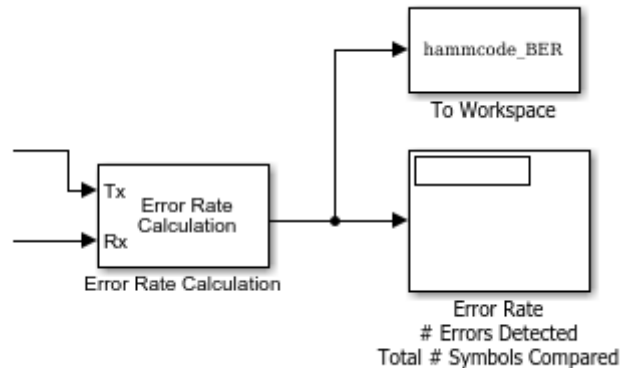 hammcode_BER
To Workspace
Tx
Error Rate
Calculation
Rx
Error Rate Calculation
Error Rate
# Errors Detected
Total # Symbols Compared